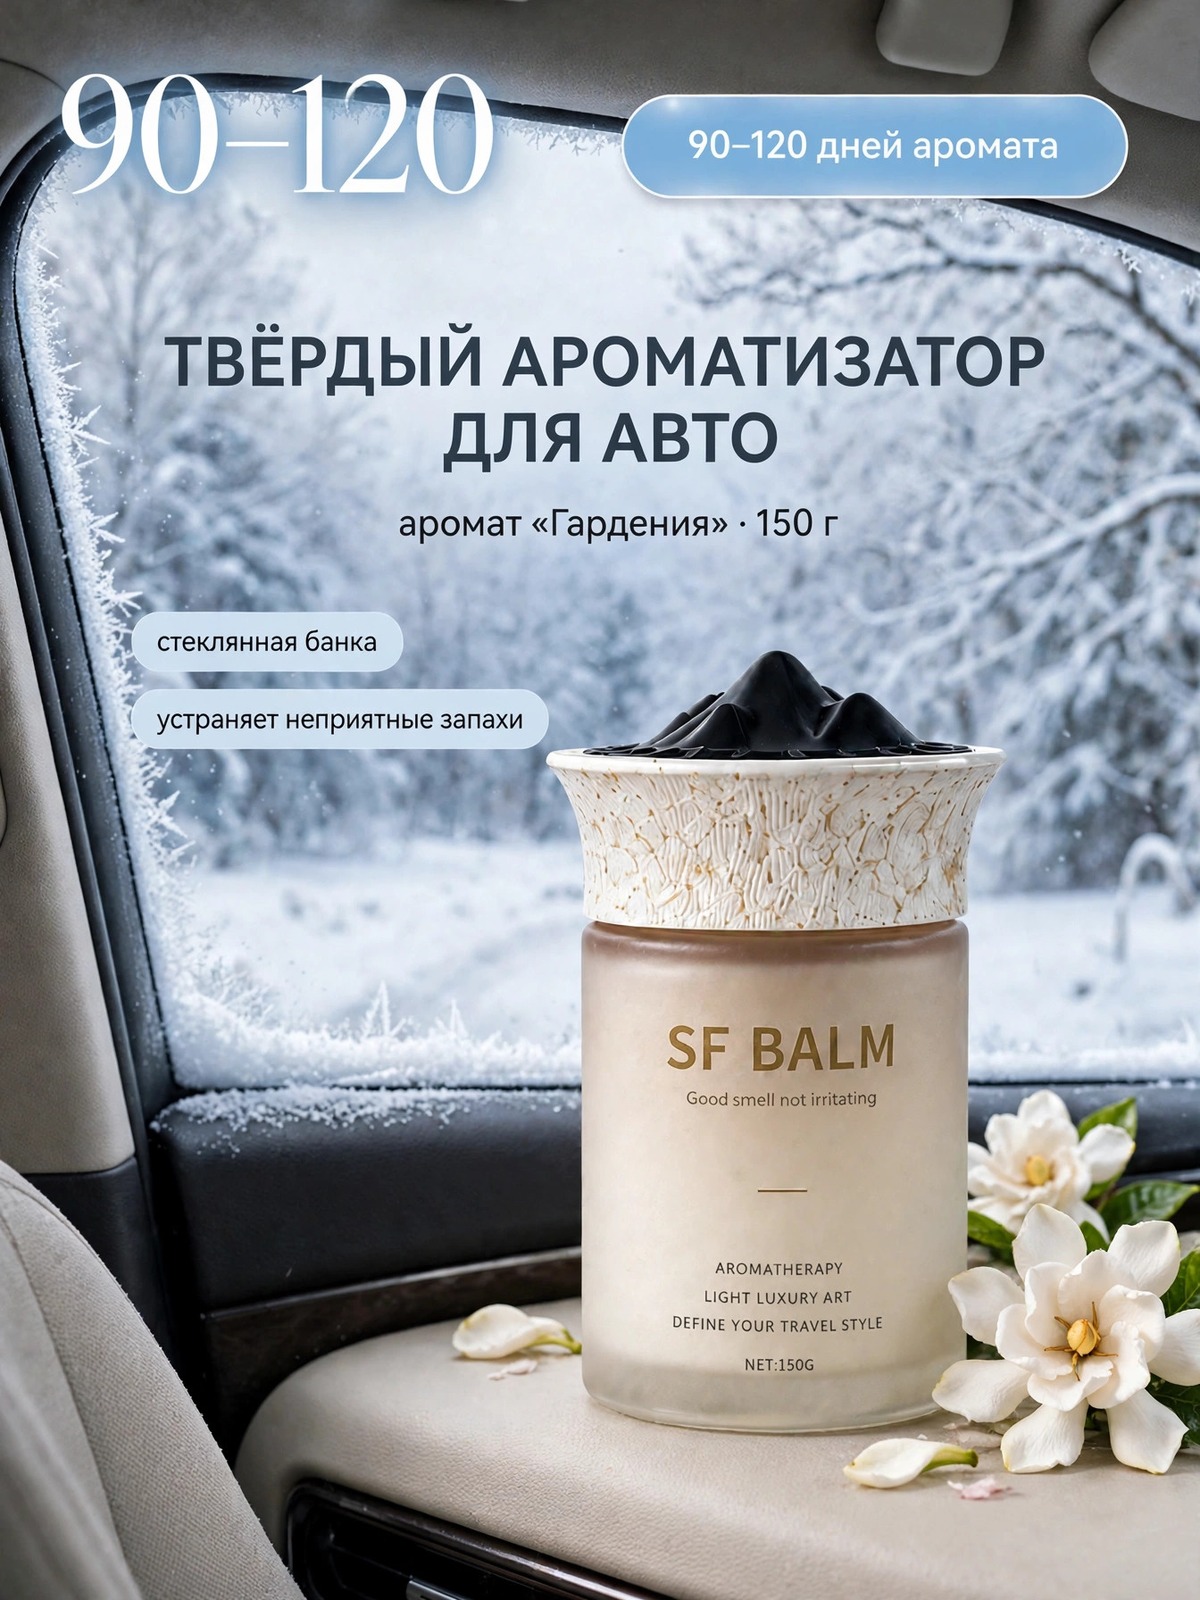 90–120
90–120 дней аромата
ТВЁРДЫЙ АРОМАТИЗАТОР
ДЛЯ АВТО
аромат «Гардения» · 150 г
стеклянная банка
устраняет неприятные запахи
SF BALM
Good smell not irritating
AROMATHERAPY
LIGHT LUXURY ART
DEFINE YOUR TRAVEL STYLE
NET:150G